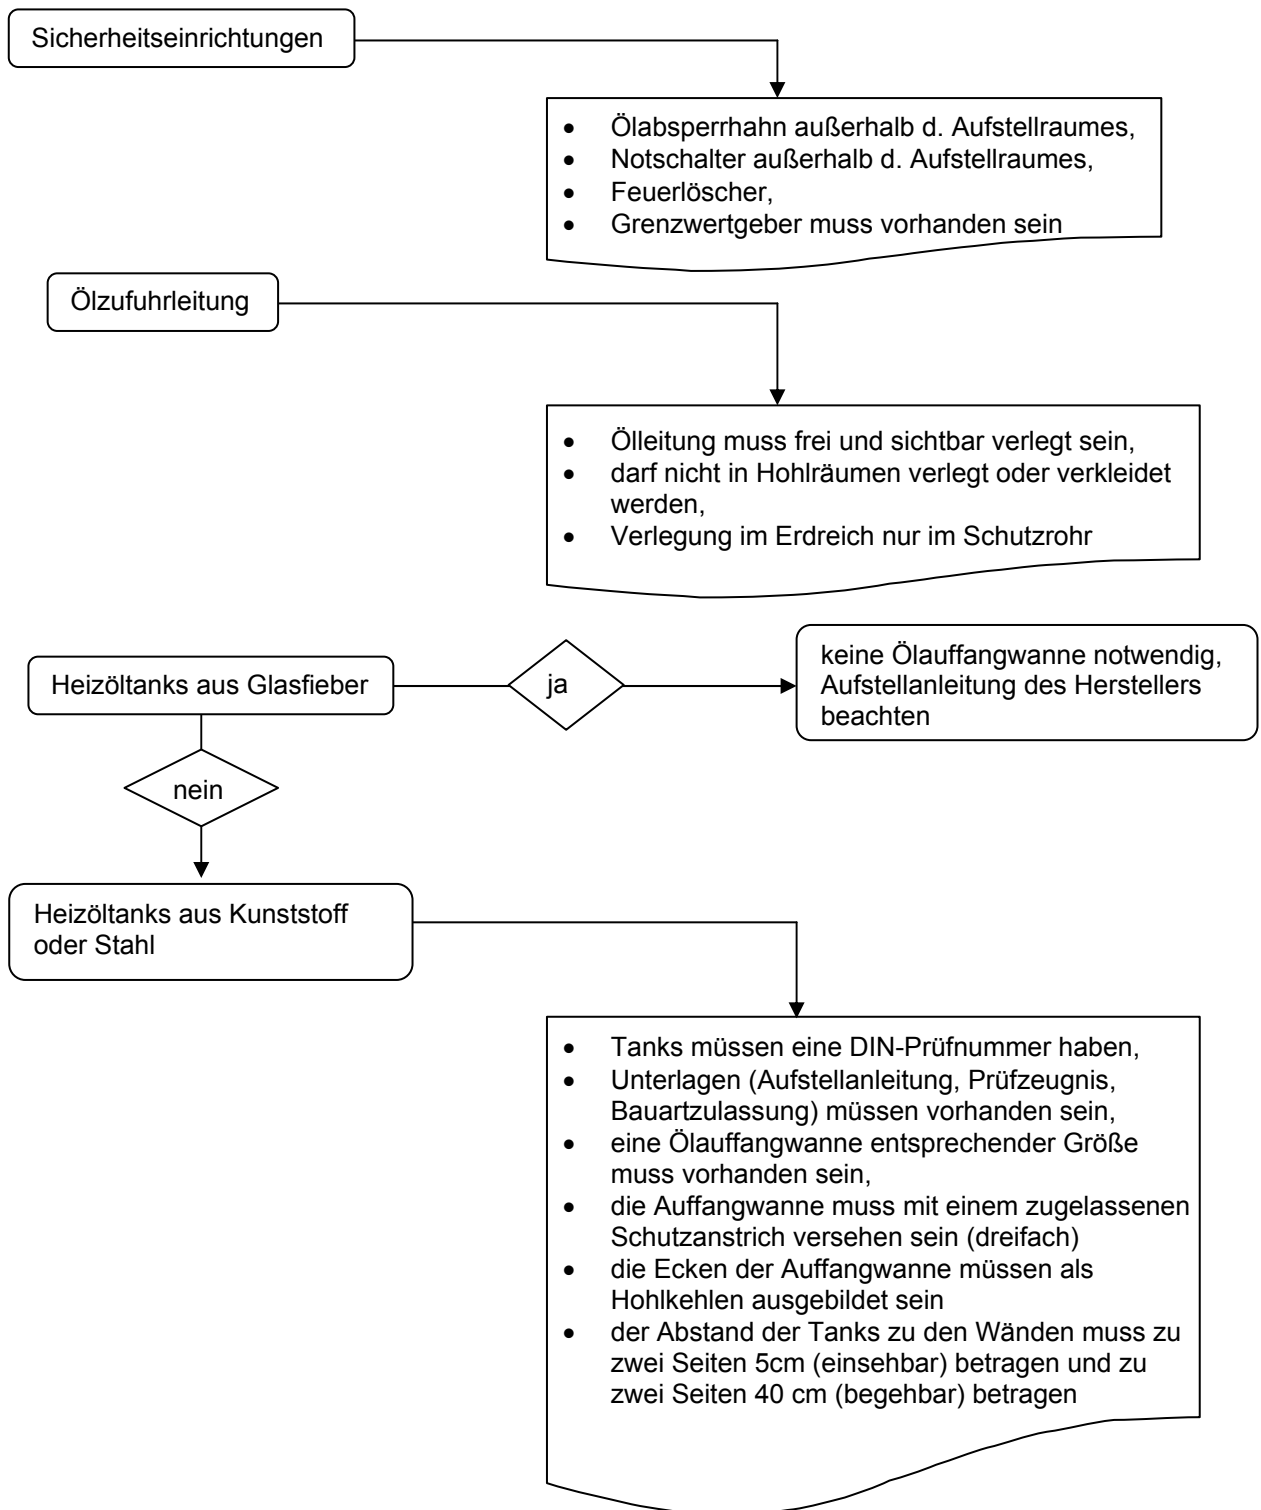 Sicherheitseinrichtungen
• Ölabsperrhahn außerhalb d. Aufstellraumes,
• Notschalter außerhalb d. Aufstellraumes,
• Feuerlöscher,
• Grenzwertgeber muss vorhanden sein
Ölzufuhrleitung
• Ölleitung muss frei und sichtbar verlegt sein,
• darf nicht in Hohlräumen verlegt oder verkleidet
werden,
• Verlegung im Erdreich nur im Schutzrohr
Heizöltanks aus Glasfieber
ja
keine Ölauffangwanne notwendig,
Aufstellanleitung des Herstellers
beachten
nein
Heizöltanks aus Kunststoff
oder Stahl
• Tanks müssen eine DIN-Prüfnummer haben,
• Unterlagen (Aufstellanleitung, Prüfzeugnis,
Bauartzulassung) müssen vorhanden sein,
• eine Ölauffangwanne entsprechender Größe
muss vorhanden sein,
• die Auffangwanne muss mit einem zugelassenen
Schutzanstrich versehen sein (dreifach)
• die Ecken der Auffangwanne müssen als
Hohlkehlen ausgebildet sein
• der Abstand der Tanks zu den Wänden muss zu
zwei Seiten 5cm (einsehbar) betragen und zu
zwei Seiten 40 cm (begehbar) betragen